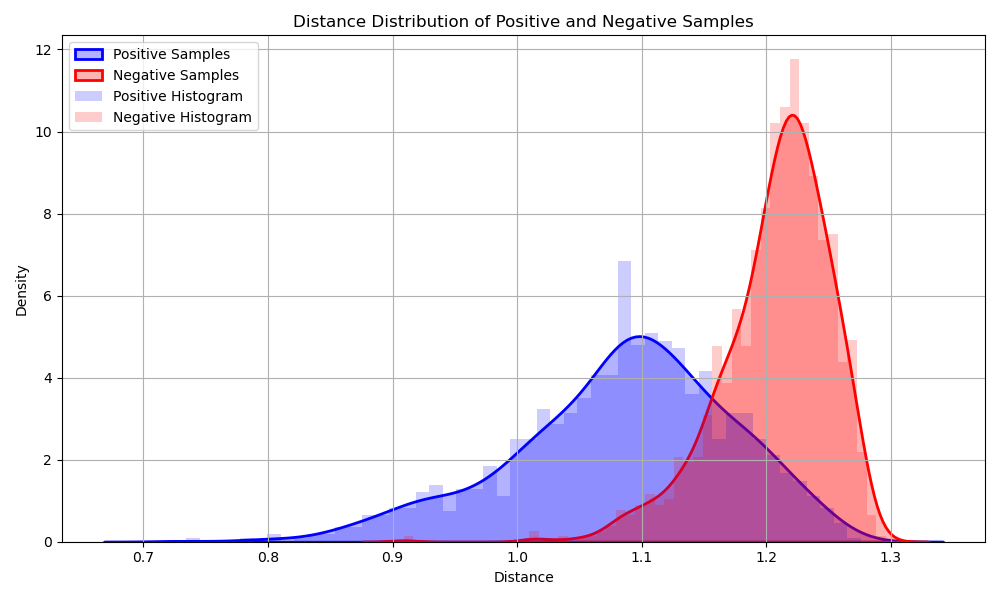 Distance Distribution of Positive and Negative Samples
Positive Samples
Negative Samples
Positive Histogram
Negative Histogram
12
10
8
6
4
2
0
Density
0.7 0.8 0.9 1.0 1.1 1.2 1.3
Distance